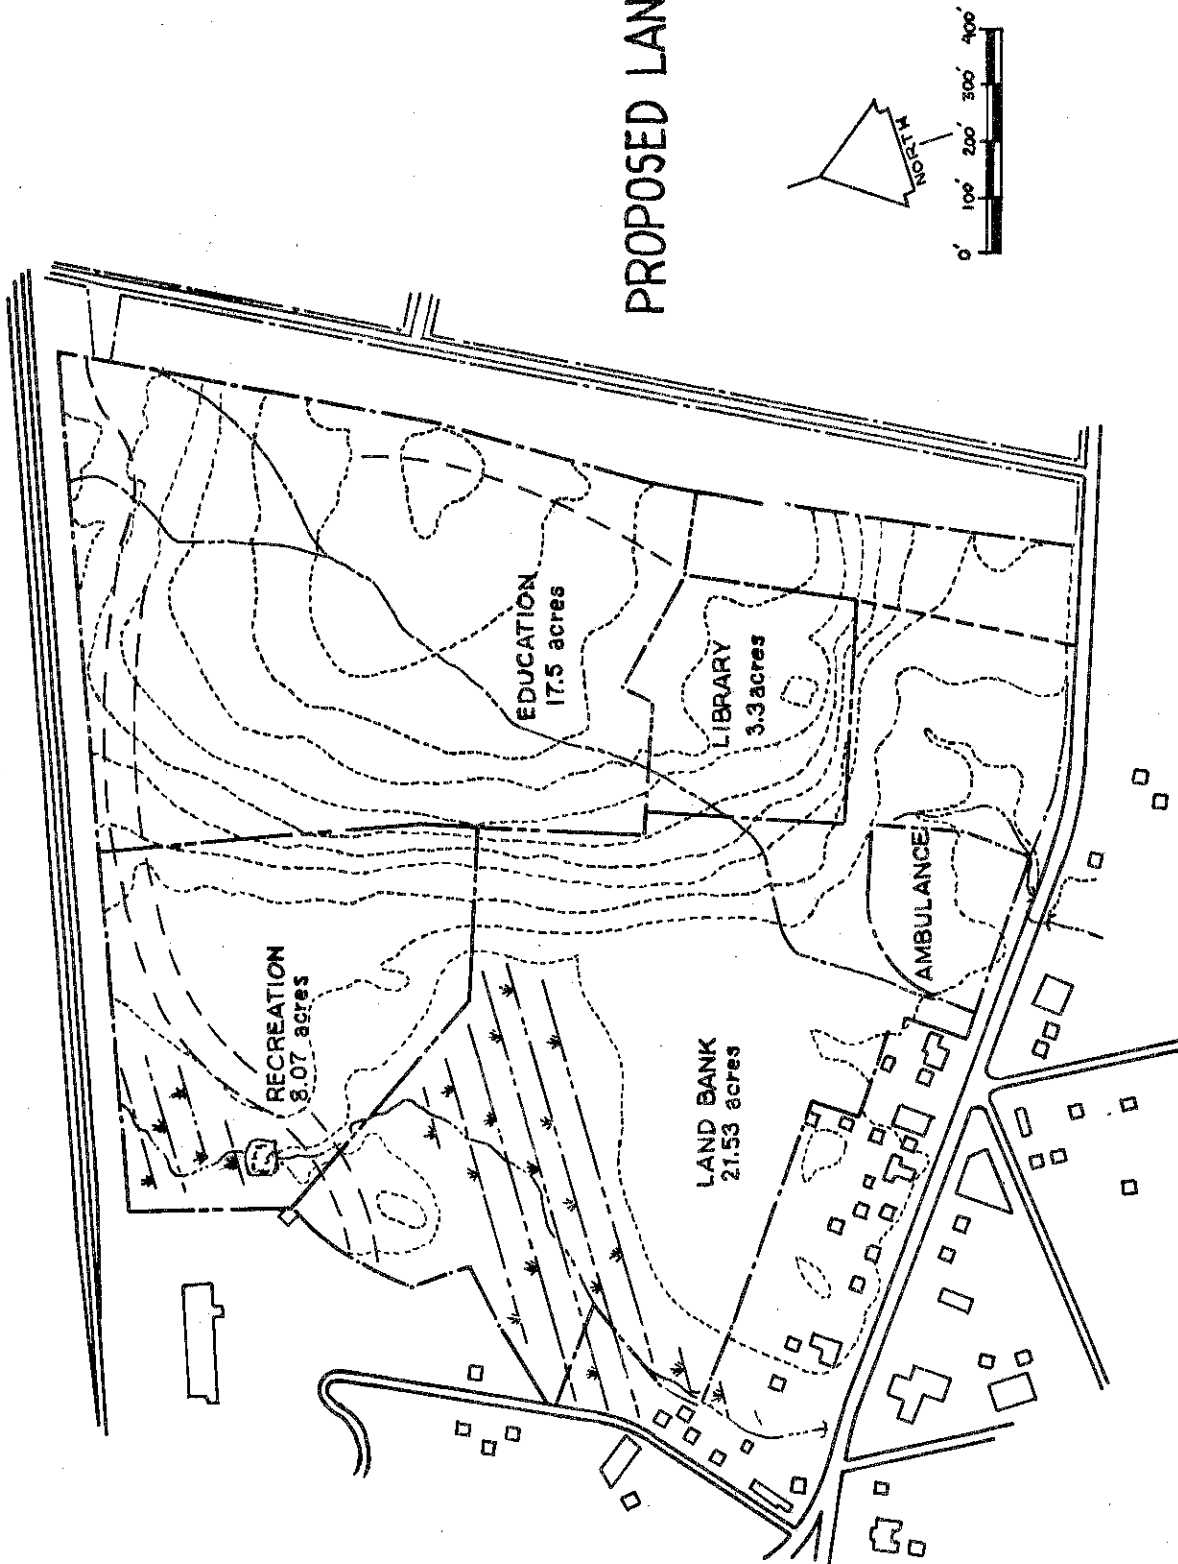 PROPOSED LAN
NORTH
0' 100' 200' 300' 400'
EDUCATION
17.5 acres
LIBRARY
3.3 acres
RECREATION
8.07 acres
AMBULANCE
LAND BANK
21.53 acres